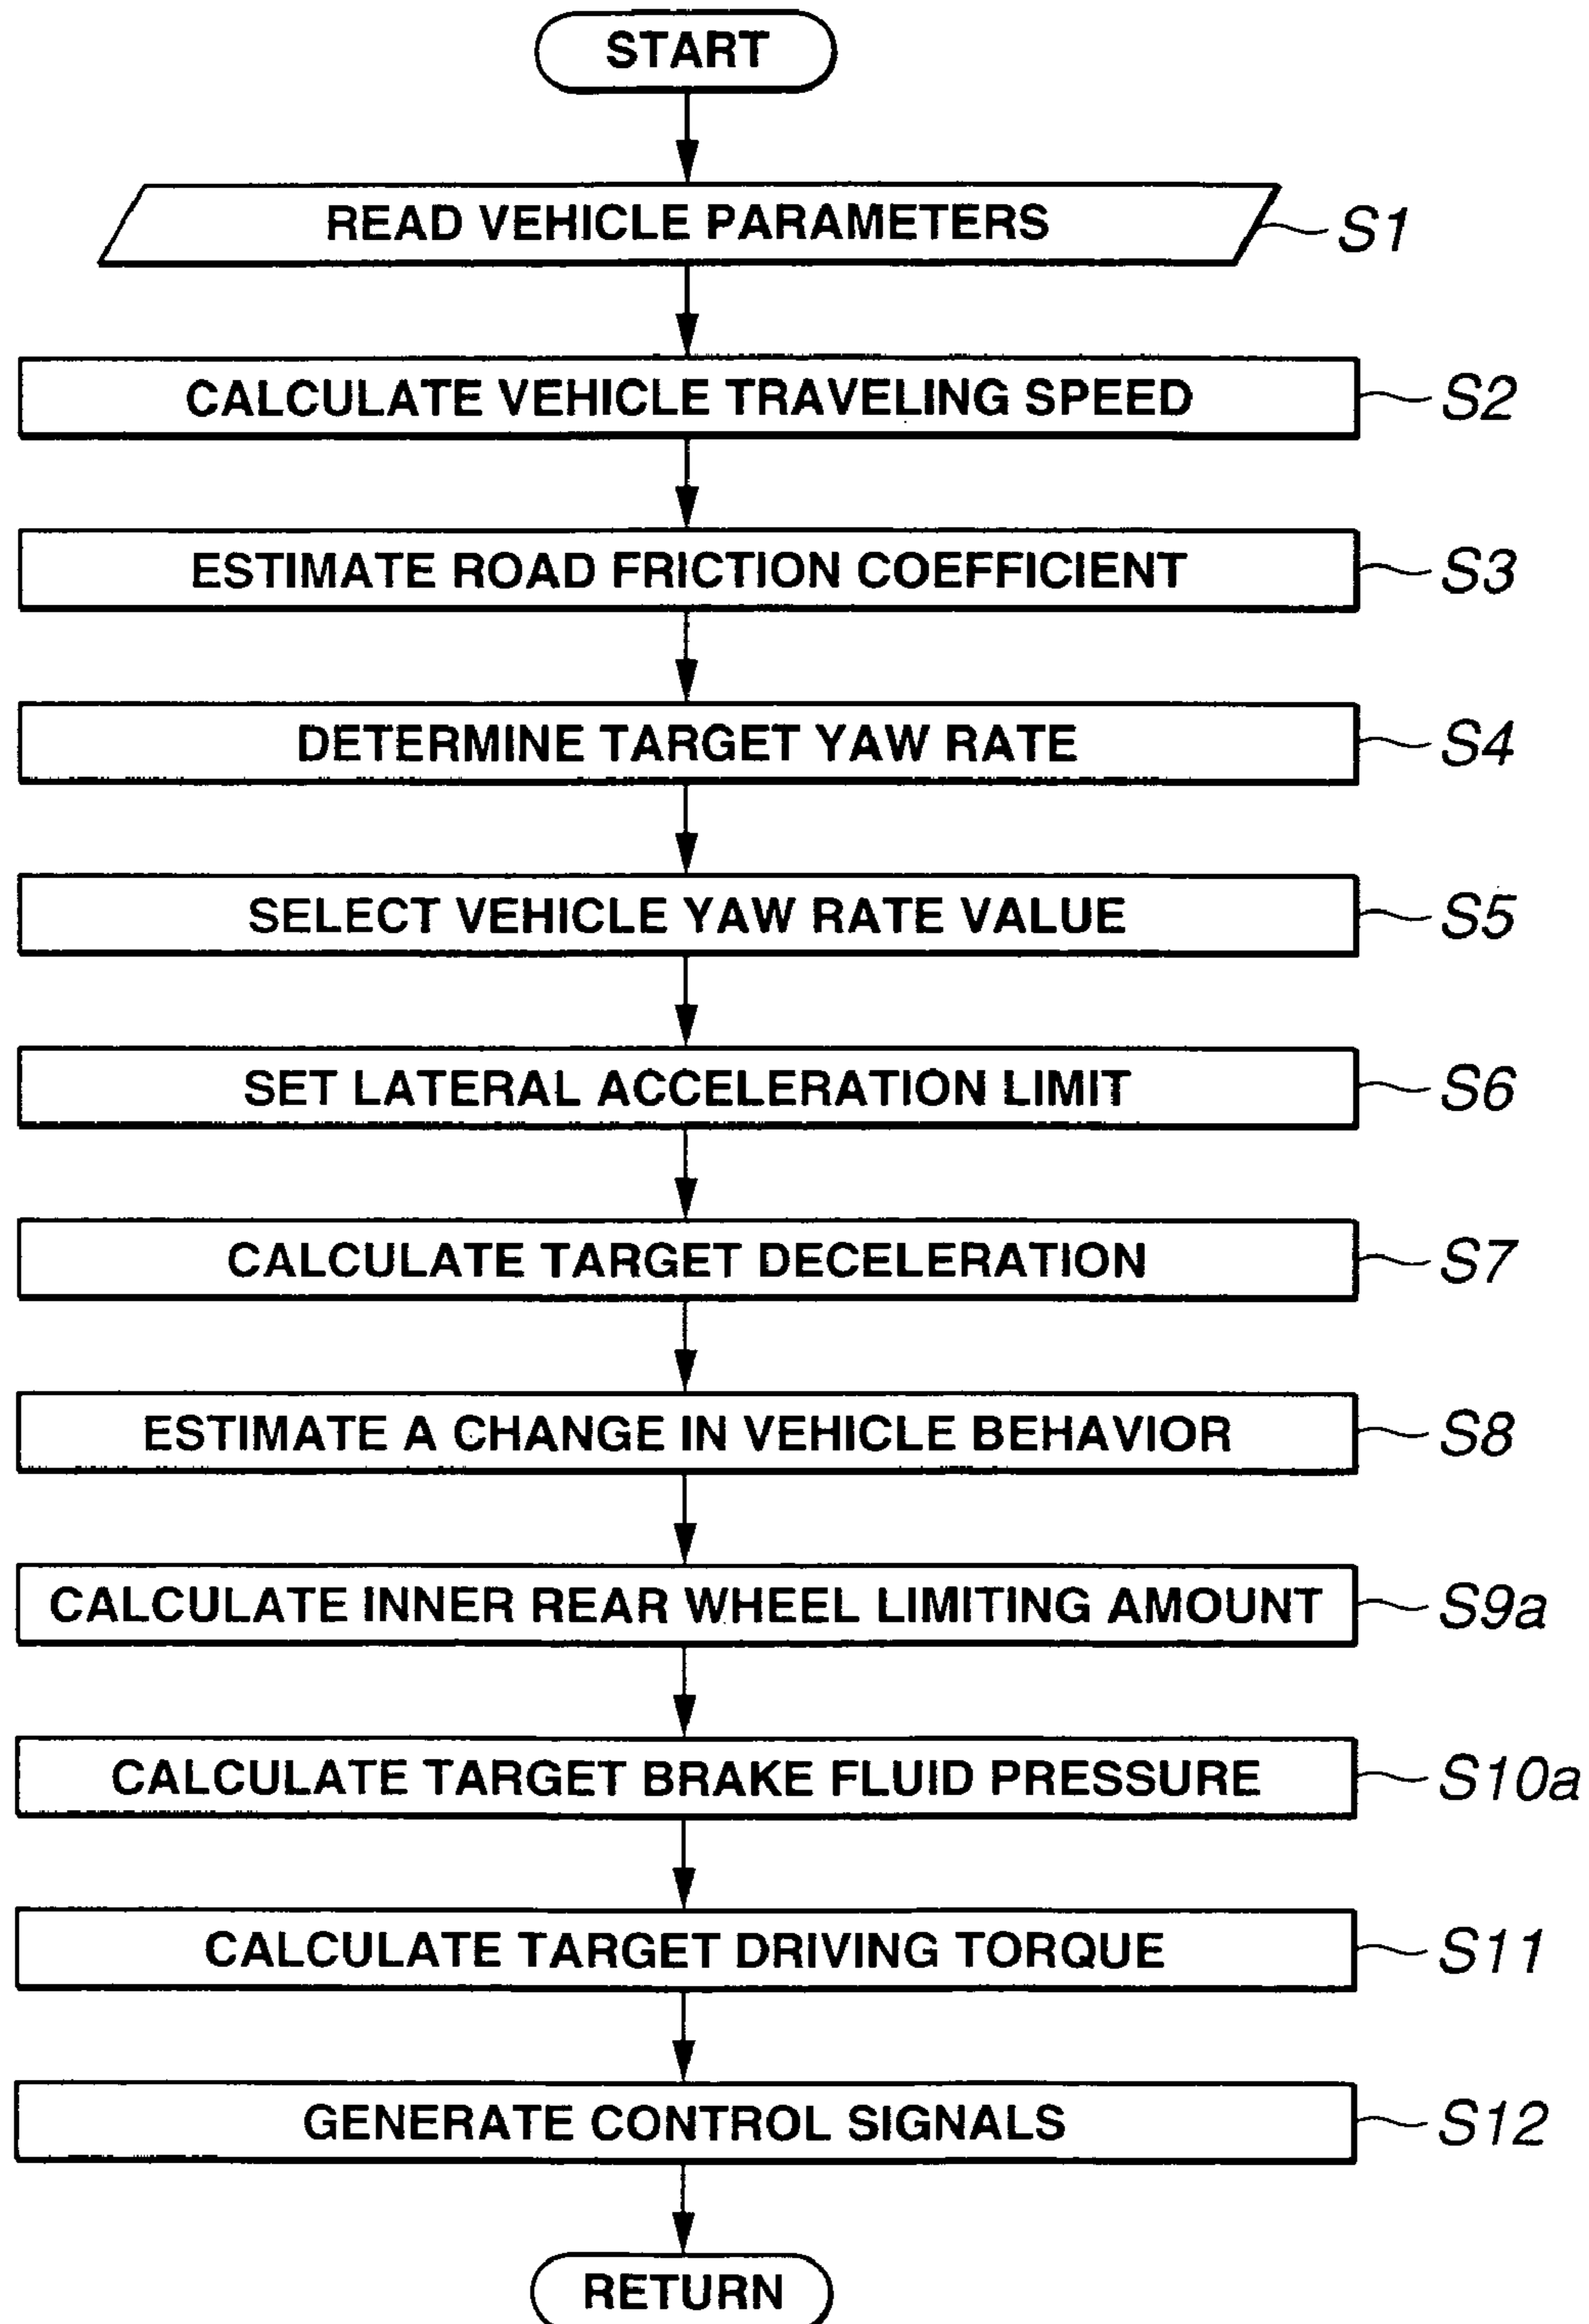 START
READ VEHICLE PARAMETERS S1
CALCULATE VEHICLE TRAVELING SPEED S2
ESTIMATE ROAD FRICTION COEFFICIENT S3
DETERMINE TARGET YAW RATE S4
SELECT VEHICLE YAW RATE VALUE S5
SET LATERAL ACCELERATION LIMIT S6
CALCULATE TARGET DECELERATION S7
ESTIMATE A CHANGE IN VEHICLE BEHAVIOR S8
CALCULATE INNER REAR WHEEL LIMITING AMOUNT S9a
CALCULATE TARGET BRAKE FLUID PRESSURE S10a
CALCULATE TARGET DRIVING TORQUE S11
GENERATE CONTROL SIGNALS S12
RETURN